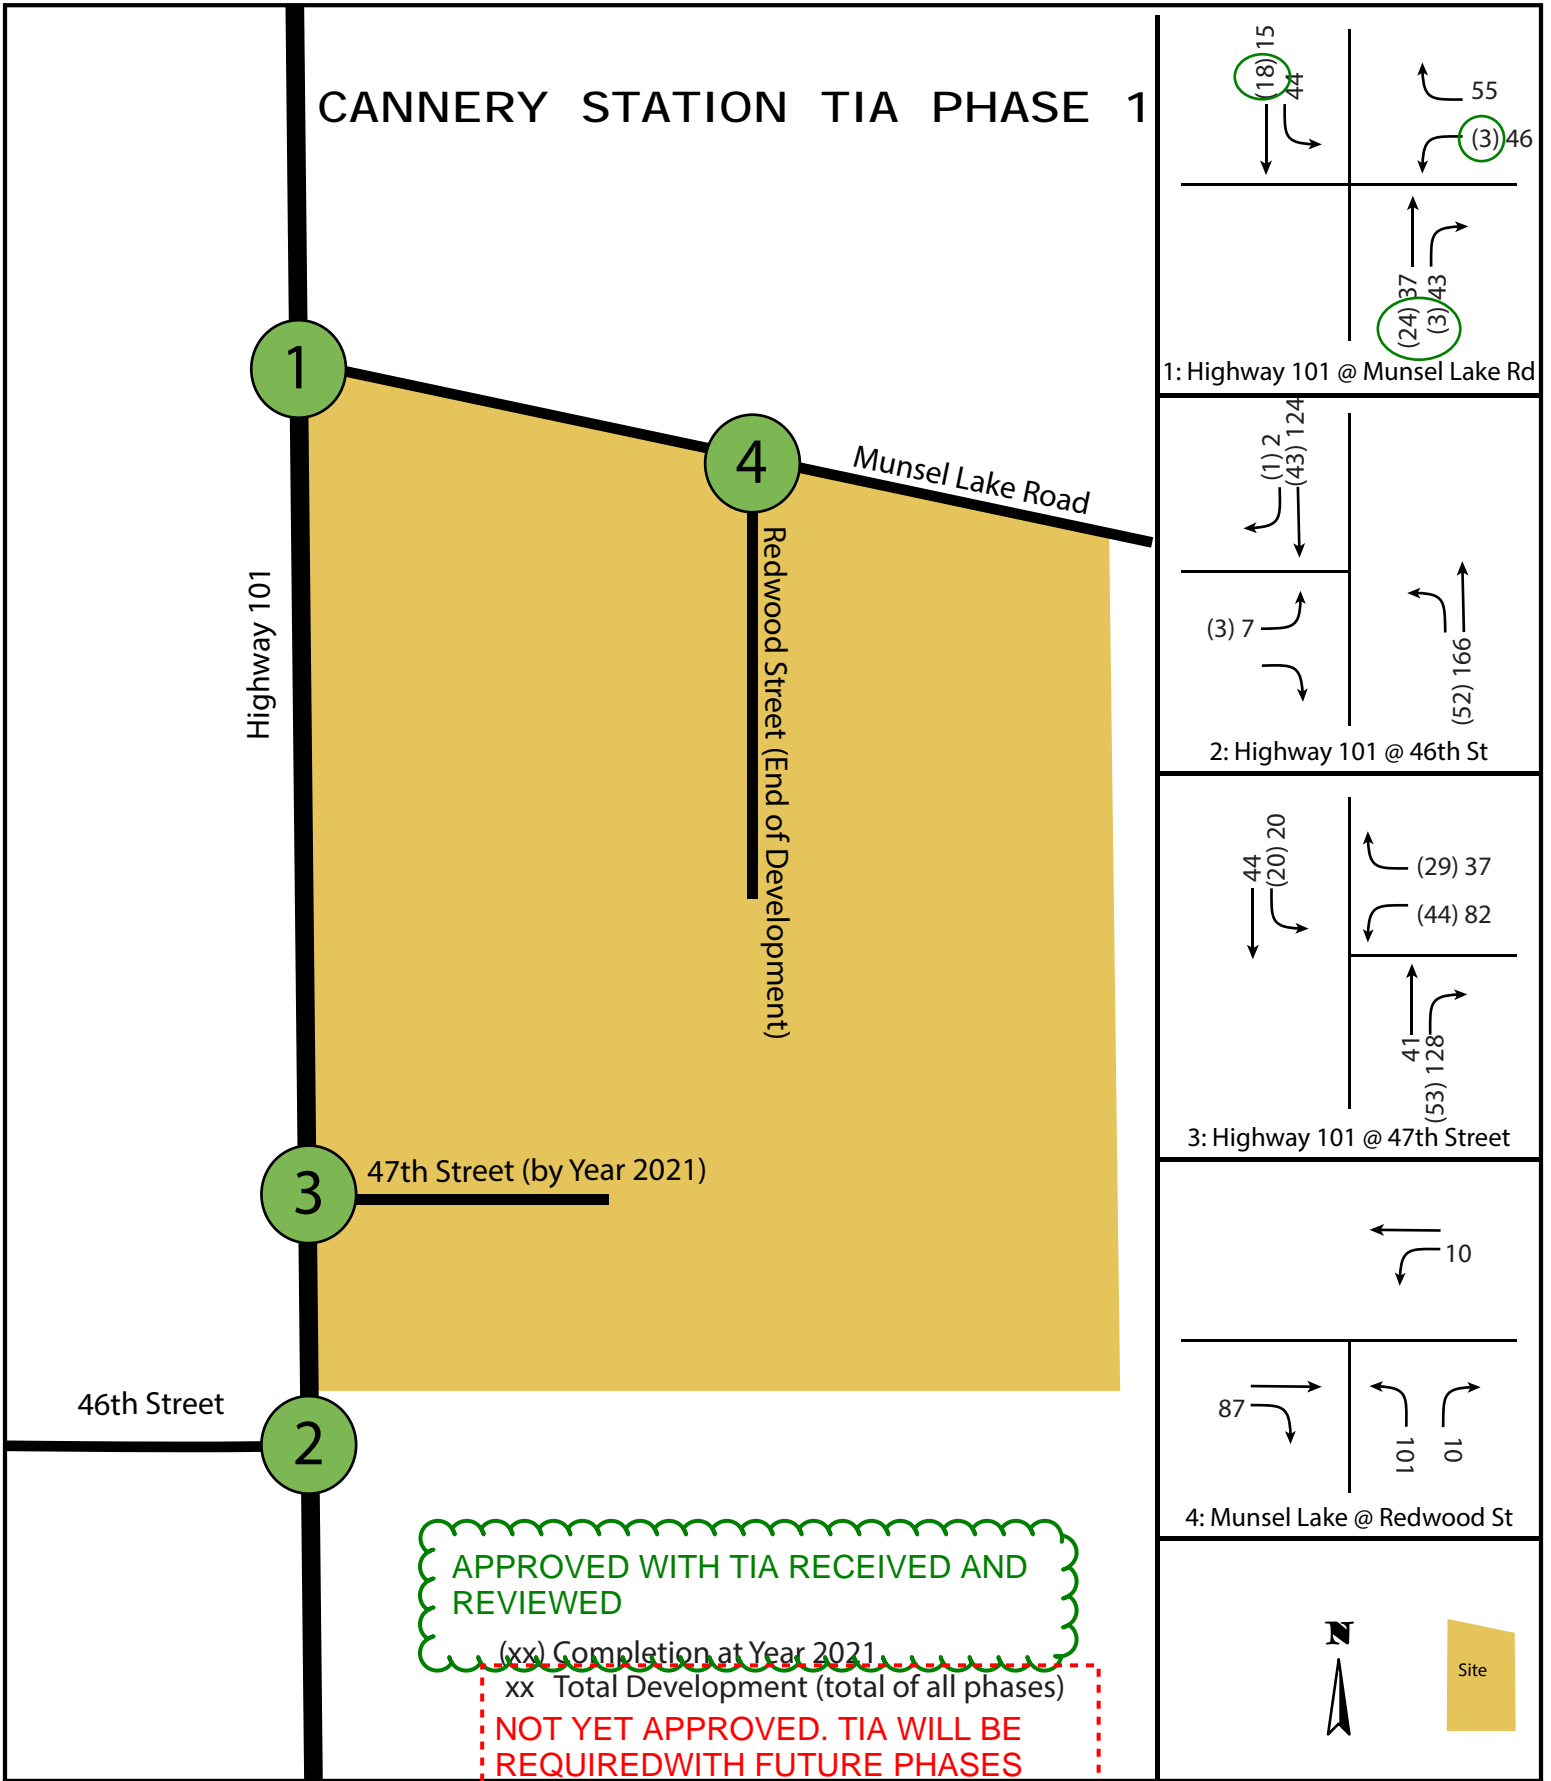 CANNERY STATION TIA PHASE 1
1
4
Munsel Lake Road
Redwood Street (End of Development)
Highway 101
3
47th Street (by Year 2021)
46th Street
2
APPROVED WITH TIA RECEIVED AND
REVIEWED
(xx) Completion at Year 2021
xx Total Development (total of all phases)
NOT YET APPROVED. TIA WILL BE
REQUIREDWITH FUTURE PHASES
(18) 15
44
55
(3) 46
(24) 37
(3) 43
1: Highway 101 @ Munsel Lake Rd
(1) 2
(43) 124
(3) 7
(52) 166
2: Highway 101 @ 46th St
44
(20) 20
(29) 37
(44) 82
41
(53) 128
3: Highway 101 @ 47th Street
10
87
101
10
4: Munsel Lake @ Redwood St
N
Site